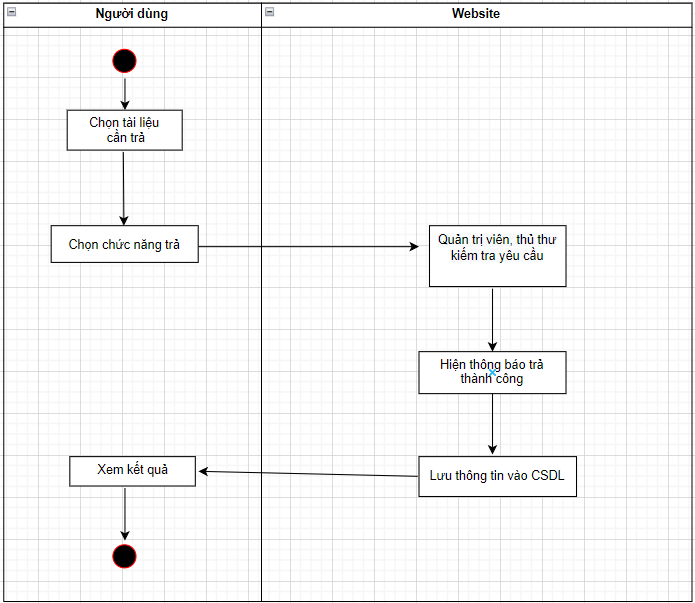 Người dùng
Website
Chọn tài liệu
cần trả
Chọn chức năng trả
Quản trị viên, thủ thư
kiểm tra yêu cầu
Hiện thông báo trả
thành công
Xem kết quả
Lưu thông tin vào CSDL